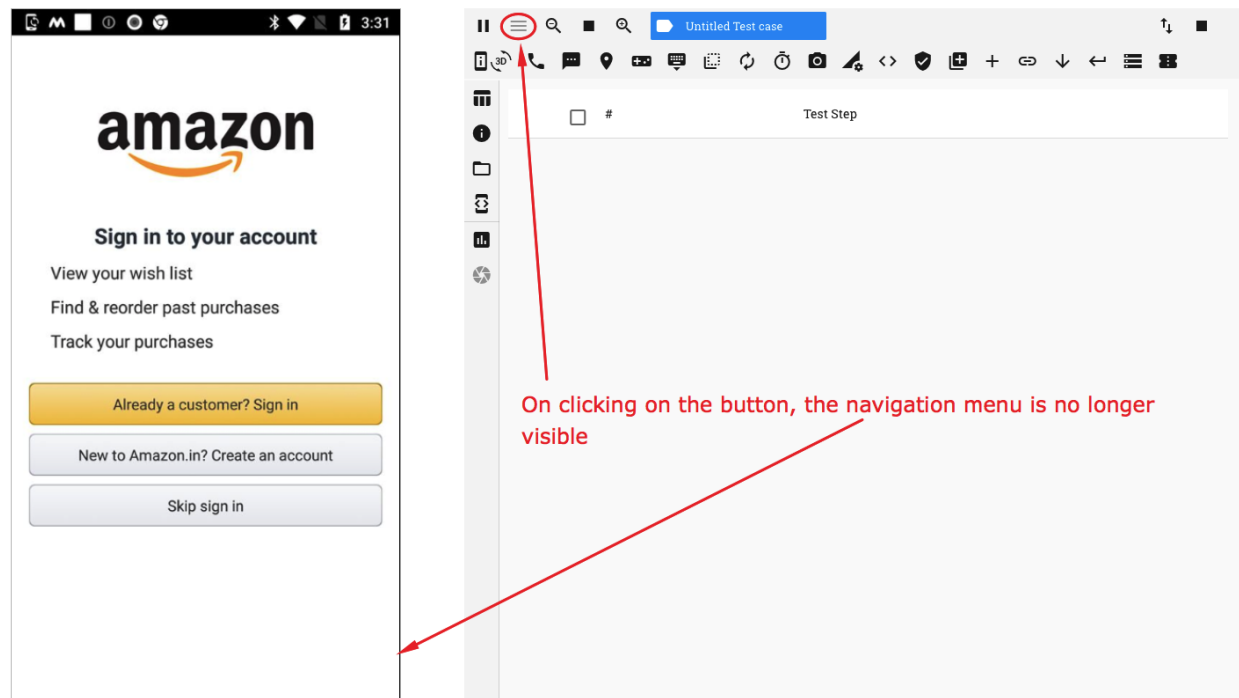 3:31
amazon
Sign in to your account
View your wish list
Find & reorder past purchases
Track your purchases
Already a customer? Sign in
New to Amazon.in? Create an account
Skip sign in
Untitled Test case
3D
# Test Step
On clicking on the button, the navigation menu is no longer
visible